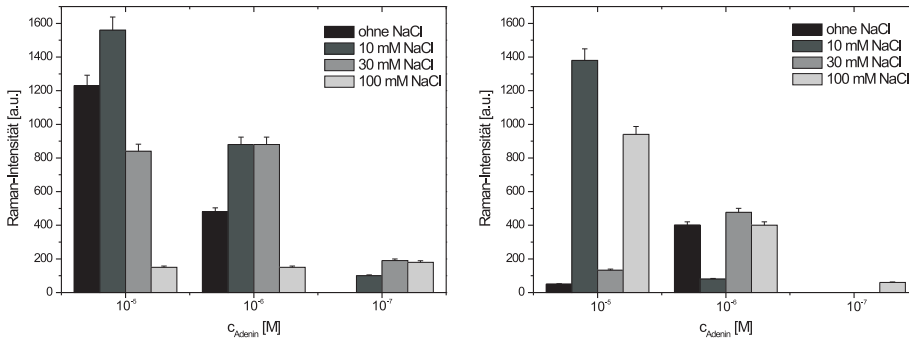 1600
1400
1200
1000
800
600
400
200
0
Raman-Intensität [a.u.]
ohne NaCl
10 mM NaCl
30 mM NaCl
100 mM NaCl
10⁻⁵ 10⁻⁶ 10⁻⁷
c_Adenin [M]
1600
1400
1200
1000
800
600
400
200
0
Raman-Intensität [a.u.]
ohne NaCl
10 mM NaCl
30 mM NaCl
100 mM NaCl
10⁻⁵ 10⁻⁶ 10⁻⁷
c_Adenin [M]